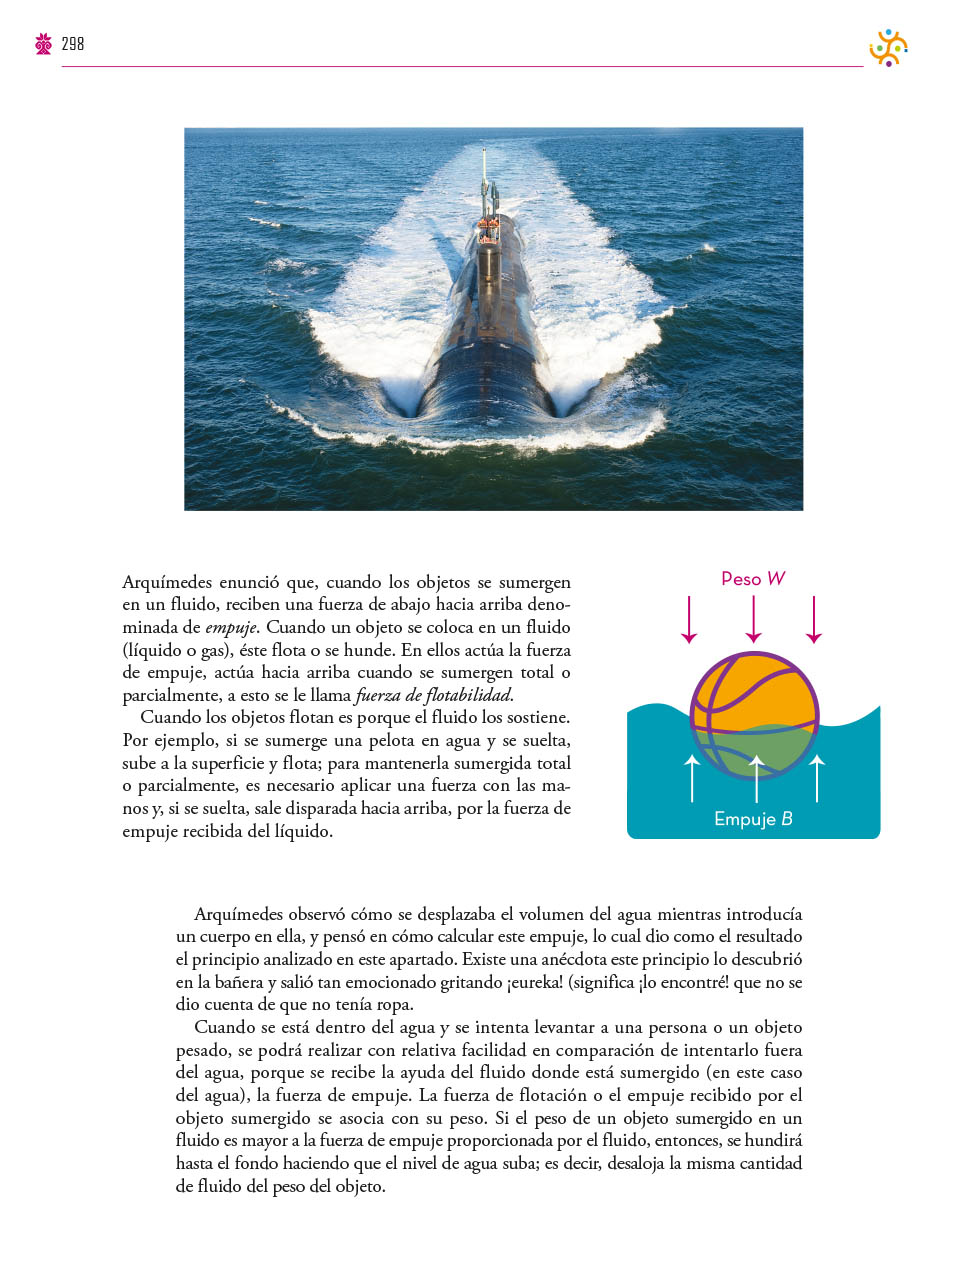 298
Arquímedes enunció que, cuando los objetos se sumergen
en un fluido, reciben una fuerza de abajo hacia arriba deno-
minada de empuje. Cuando un objeto se coloca en un fluido
(líquido o gas), éste flota o se hunde. En ellos actúa la fuerza
de empuje, actúa hacia arriba cuando se sumergen total o
parcialmente, a esto se le llama fuerza de flotabilidad.
Cuando los objetos flotan es porque el fluido los sostiene.
Por ejemplo, si se sumerge una pelota en agua y se suelta,
sube a la superficie y flota; para mantenerla sumergida total
o parcialmente, es necesario aplicar una fuerza con las ma-
nos y, si se suelta, sale disparada hacia arriba, por la fuerza de
empuje recibida del líquido.
Peso W
Empuje B
Arquímedes observó cómo se desplazaba el volumen del agua mientras introducía
un cuerpo en ella, y pensó en cómo calcular este empuje, lo cual dio como el resultado
el principio analizado en este apartado. Existe una anécdota este principio lo descubrió
en la bañera y salió tan emocionado gritando ¡eureka! (significa ¡lo encontré! que no se
dio cuenta de que no tenía ropa.
Cuando se está dentro del agua y se intenta levantar a una persona o un objeto
pesado, se podrá realizar con relativa facilidad en comparación de intentarlo fuera
del agua, porque se recibe la ayuda del fluido donde está sumergido (en este caso
del agua), la fuerza de empuje. La fuerza de flotación o el empuje recibido por el
objeto sumergido se asocia con su peso. Si el peso de un objeto sumergido en un
fluido es mayor a la fuerza de empuje proporcionada por el fluido, entonces, se hundirá
hasta el fondo haciendo que el nivel de agua suba; es decir, desaloja la misma cantidad
de fluido del peso del objeto.